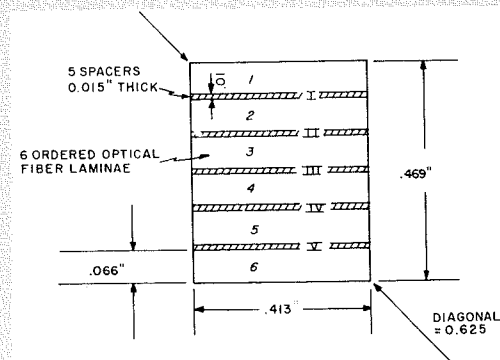 5 SPACERS
0.015" THICK
.01
1
I
2
II
6 ORDERED OPTICAL
FIBER LAMINAE
3
III
4
IV
5
V
6
.469"
.066"
.413"
DIAGONAL
= 0.625